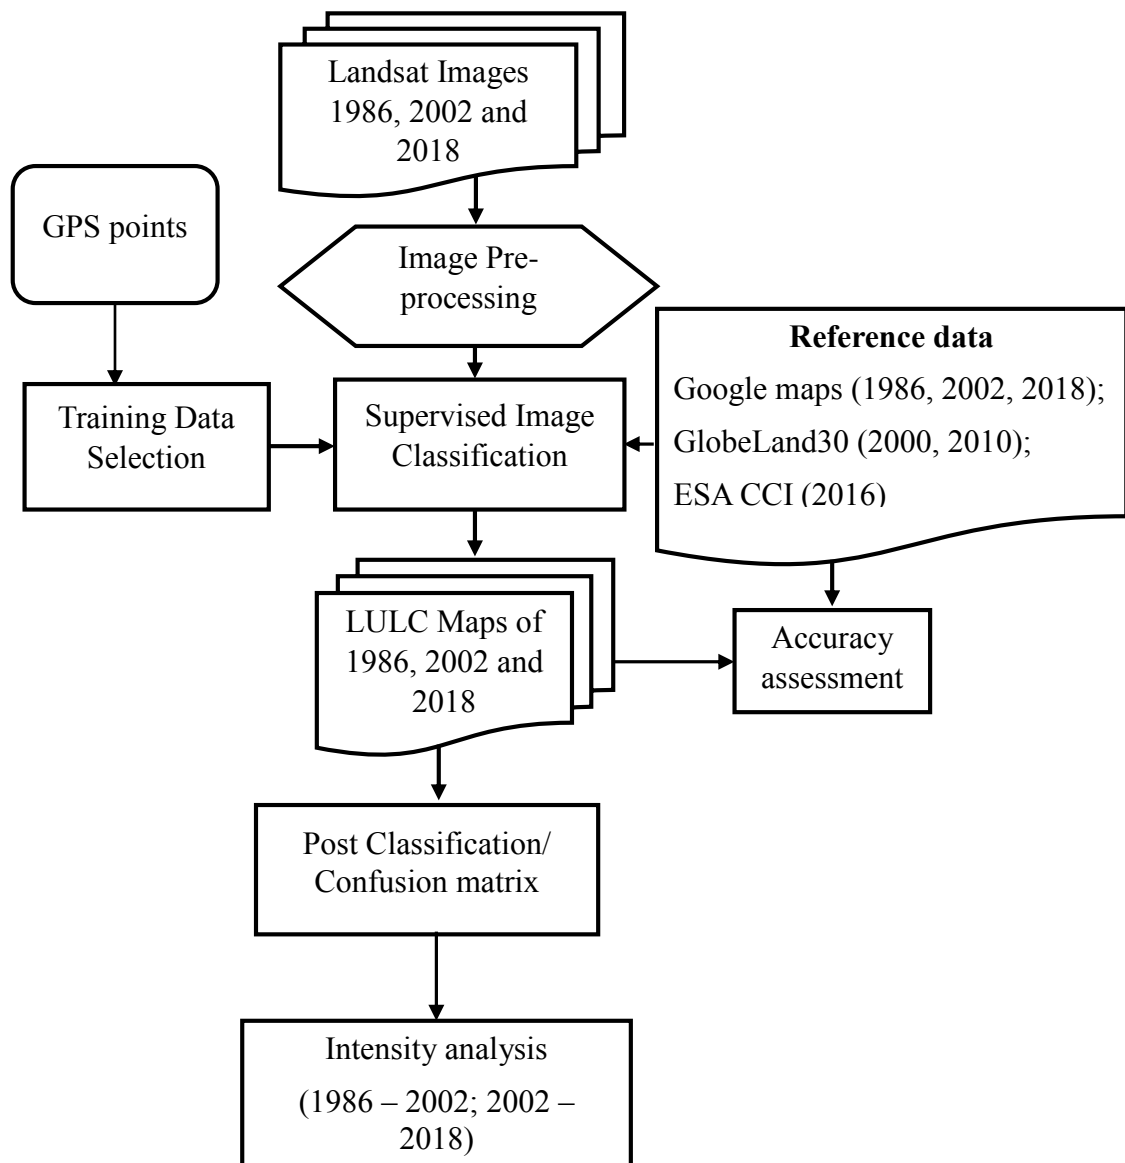 Landsat Images
1986, 2002 and
2018
GPS points
Image Pre-
processing
Reference data
Google maps (1986, 2002, 2018);
GlobeLand30 (2000, 2010);
ESA CCI (2016)
Training Data
Selection
Supervised Image
Classification
LULC Maps of
1986, 2002 and
2018
Accuracy
assessment
Post Classification/
Confusion matrix
Intensity analysis
(1986 – 2002; 2002 –
2018)